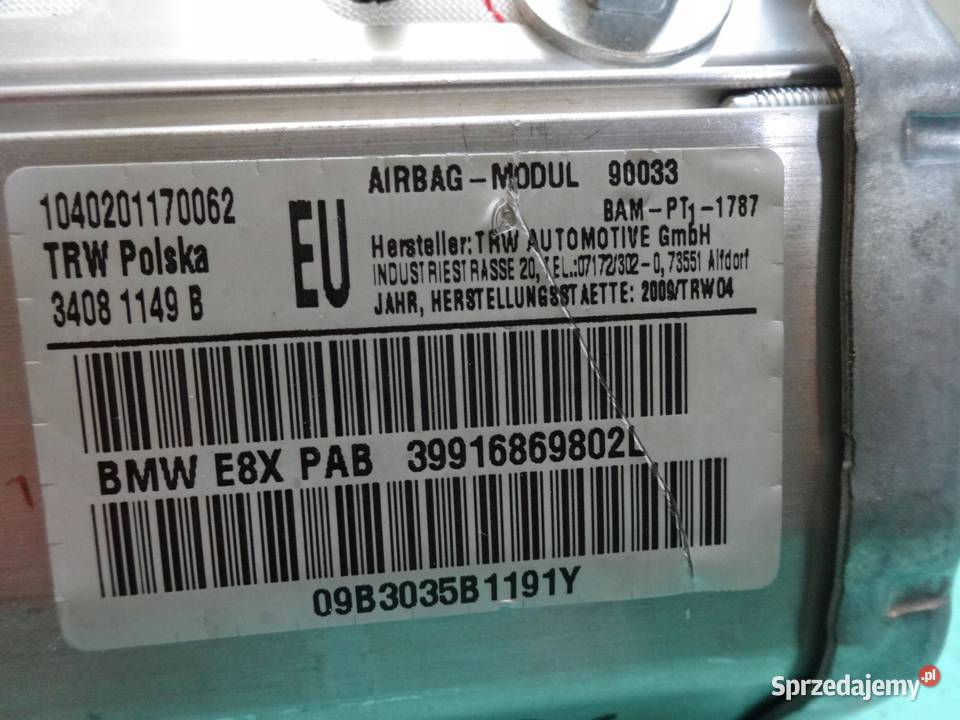 1040201170062
TRW Polska
3408 1149 B
EU
AIRBAG-MODUL 90033
BAM-PT1-1787
Hersteller: TRW AUTOMOTIVE GmbH
INDUSTRIESTRASSE 20, TEL.:07172/302-0, 73551 Alfdorf
JAHR, HERSTELLUNGSSTAETTE: 2009/TRW04
BMW E8X PAB 39916869802L
09B3035B1191Y
Sprzedajemy.pl